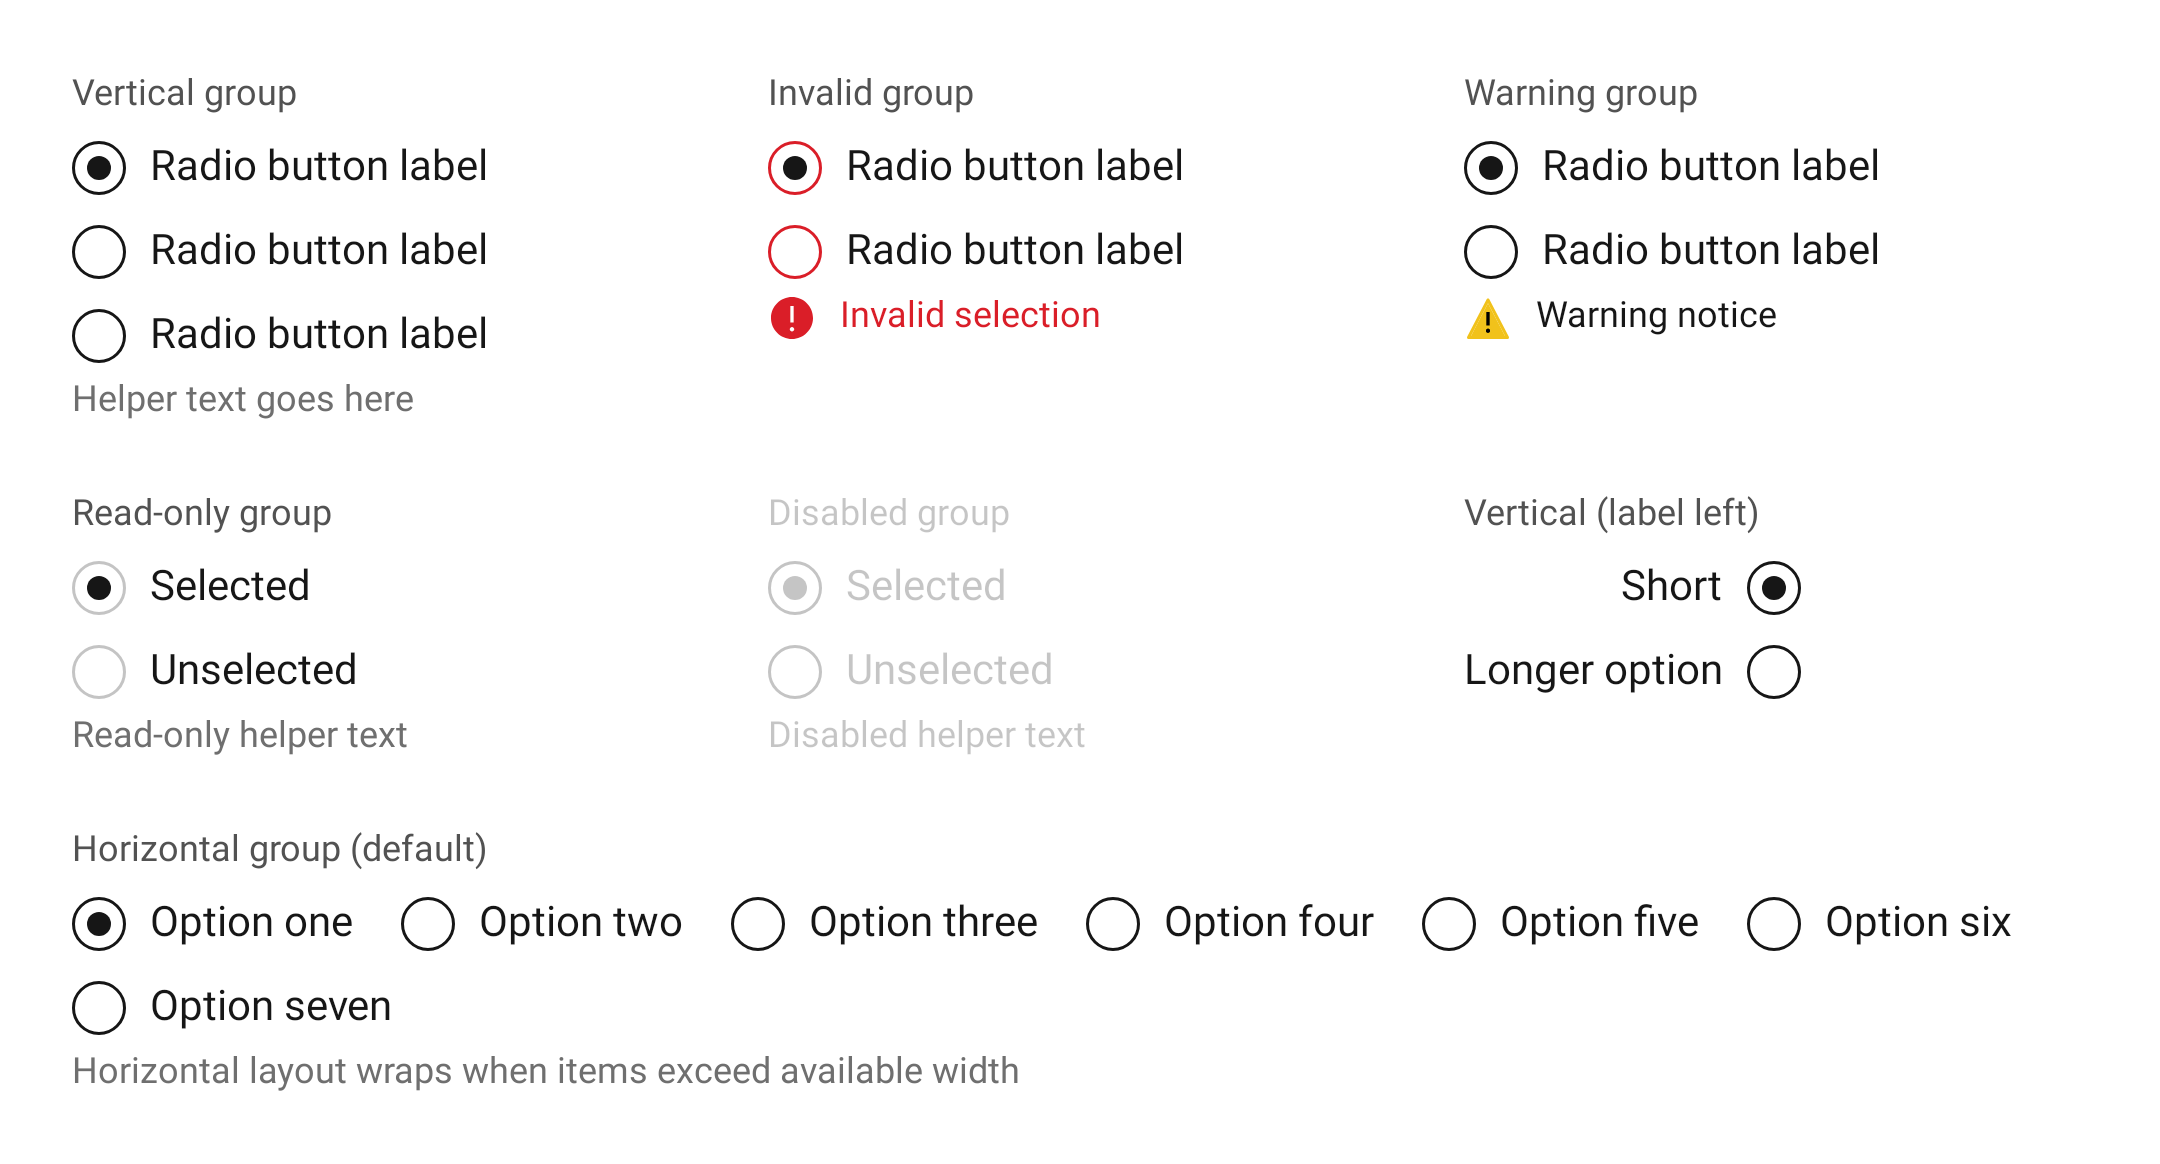 Vertical group
Radio button label
Radio button label
Radio button label
Helper text goes here
Invalid group
Radio button label
Radio button label
Invalid selection
Warning group
Radio button label
Radio button label
Warning notice
Read-only group
Selected
Unselected
Read-only helper text
Disabled group
Selected
Unselected
Disabled helper text
Vertical (label left)
Short
Longer option
Horizontal group (default)
Option one Option two Option three Option four Option five Option six
Option seven
Horizontal layout wraps when items exceed available width